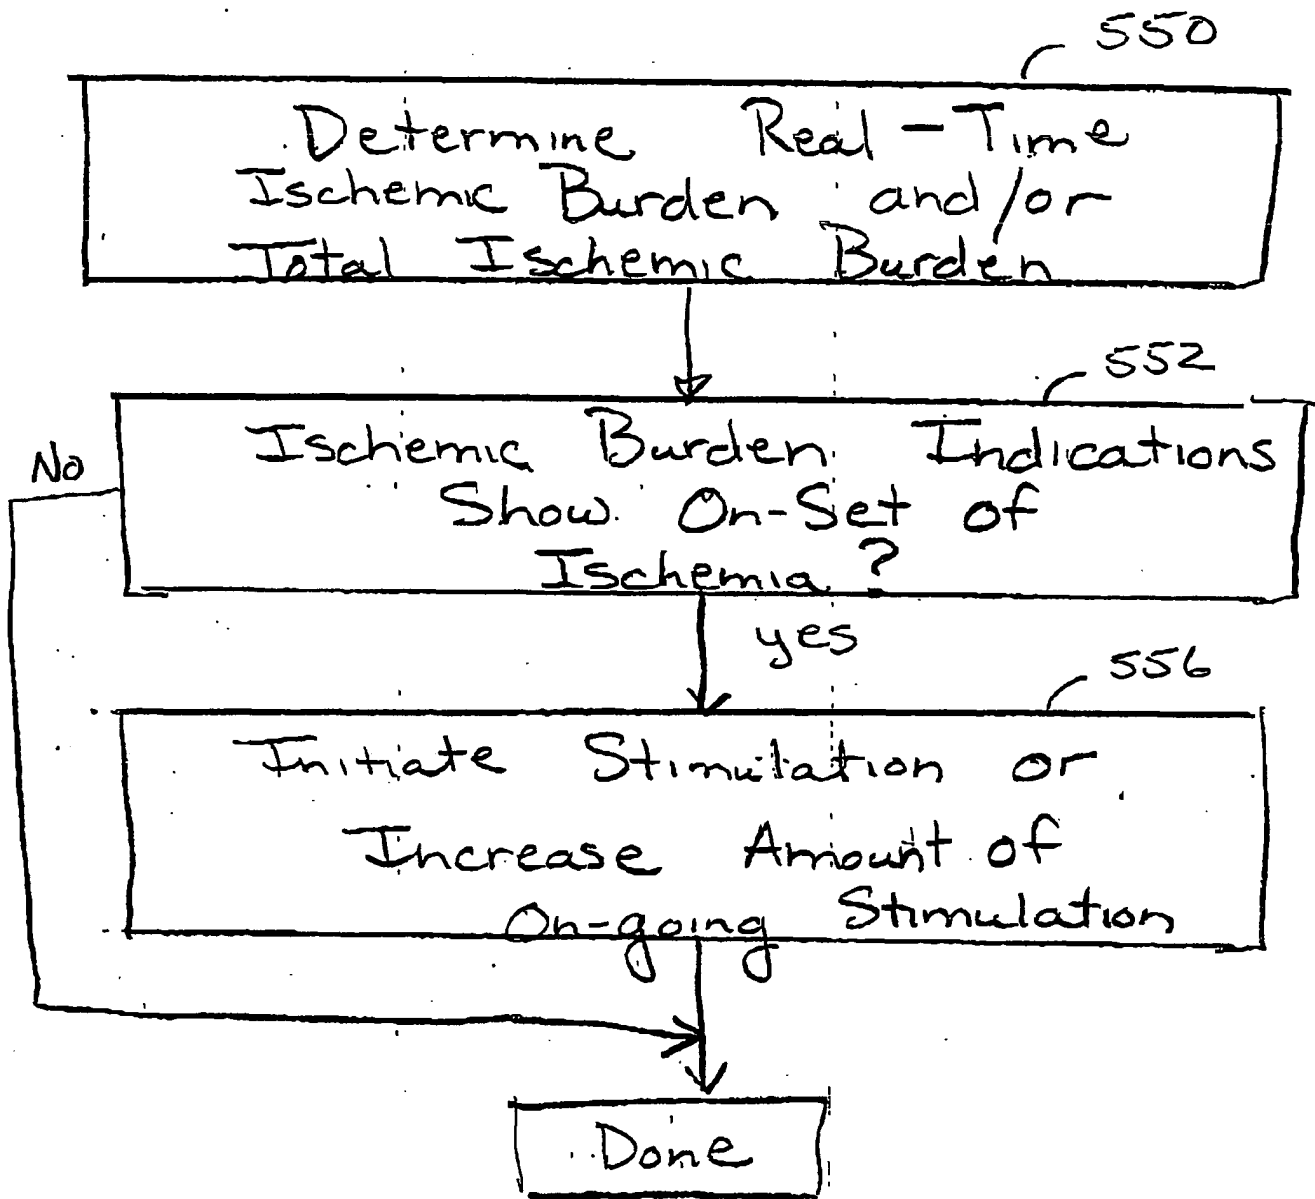 550
Determine Real-Time
Ischemic Burden and/or
Total Ischemic Burden
552
Ischemic Burden Indications
Show On-Set of
Ischemia?
No
yes
556
Initiate Stimulation or
Increase Amount of
On-going Stimulation
Done